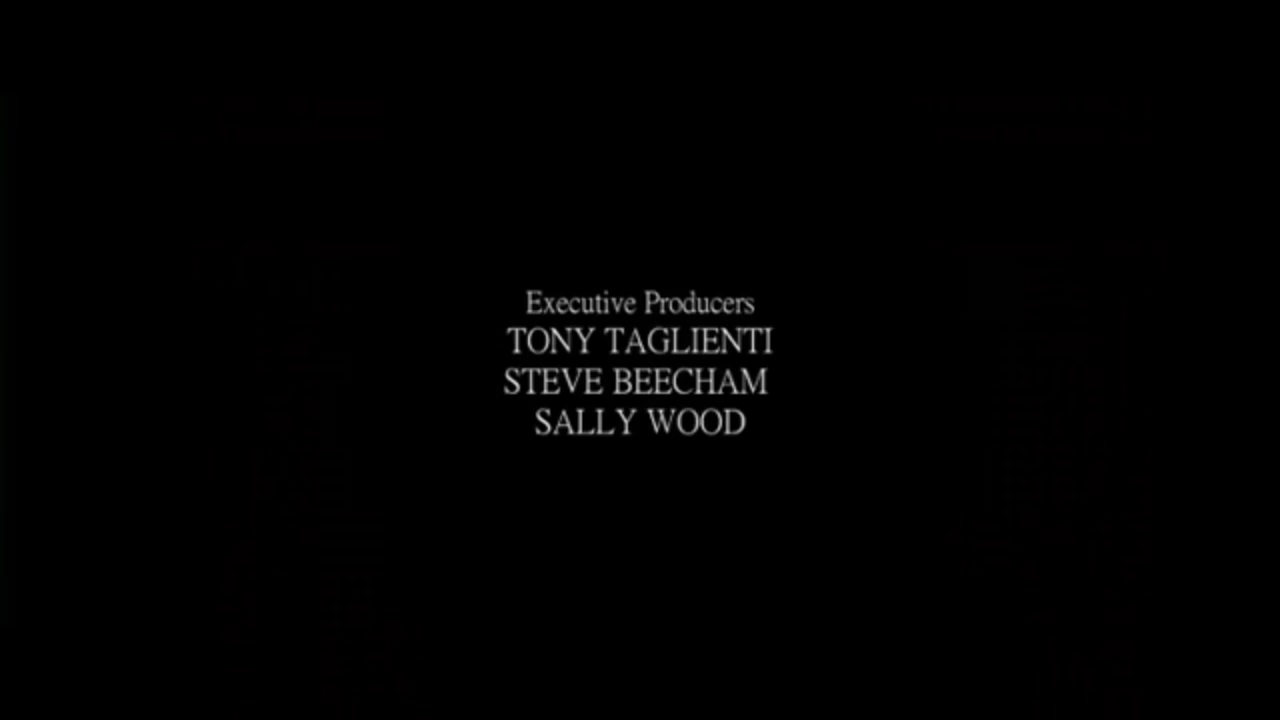 Executive Producers
TONY TAGLIENTI
STEVE BEECHAM
SALLY WOOD